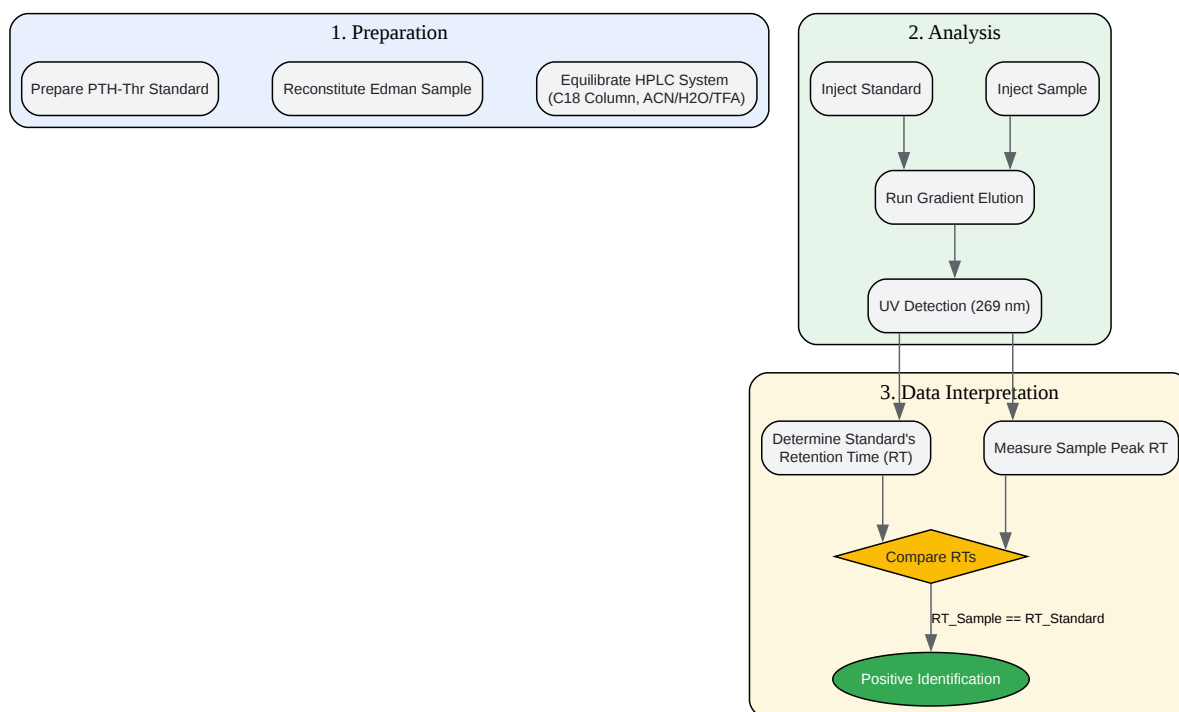 1. Preparation
Prepare PTH-Thr Standard
Reconstitute Edman Sample
Equilibrate HPLC System
(C18 Column, ACN/H2O/TFA)
2. Analysis
Inject Standard
Inject Sample
Run Gradient Elution
UV Detection (269 nm)
3. Data Interpretation
Determine Standard's
Retention Time (RT)
Measure Sample Peak RT
Compare RTs
RT_Sample == RT_Standard
Positive Identification